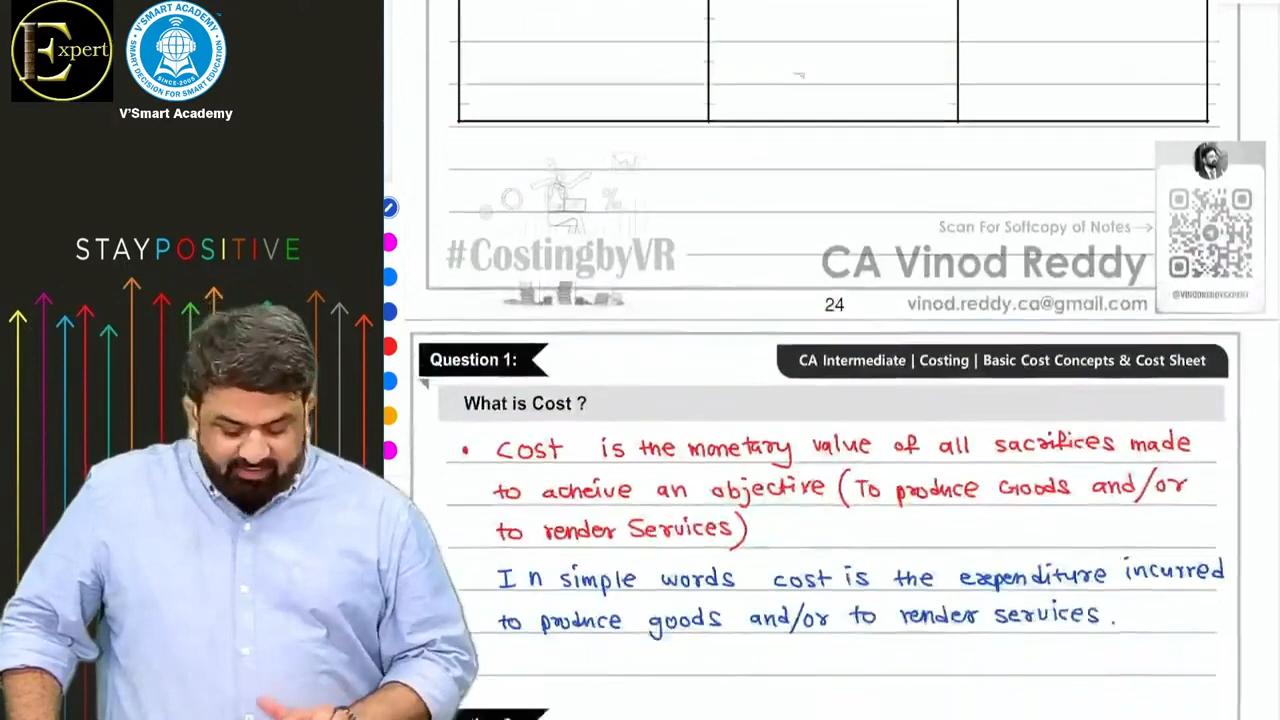 Expert
V'SMART ACADEMY
SMART DECISION FOR SMART EDUCATION
SINCE-2005
V'Smart Academy
STAYPOSITIVE
#CostingbyVR
Scan For Softcopy of Notes
CA Vinod Reddy
24
vinod.reddy.ca@gmail.com
@VINODREDDYEXPERT
Question 1:
CA Intermediate | Costing | Basic Cost Concepts & Cost Sheet
What is Cost ?
• Cost is the monetary value of all sacrifices made
to acheive an objective (To produce Goods and/or
to render Services)
In simple words cost is the expenditure incurred
to produce goods and/or to render services.